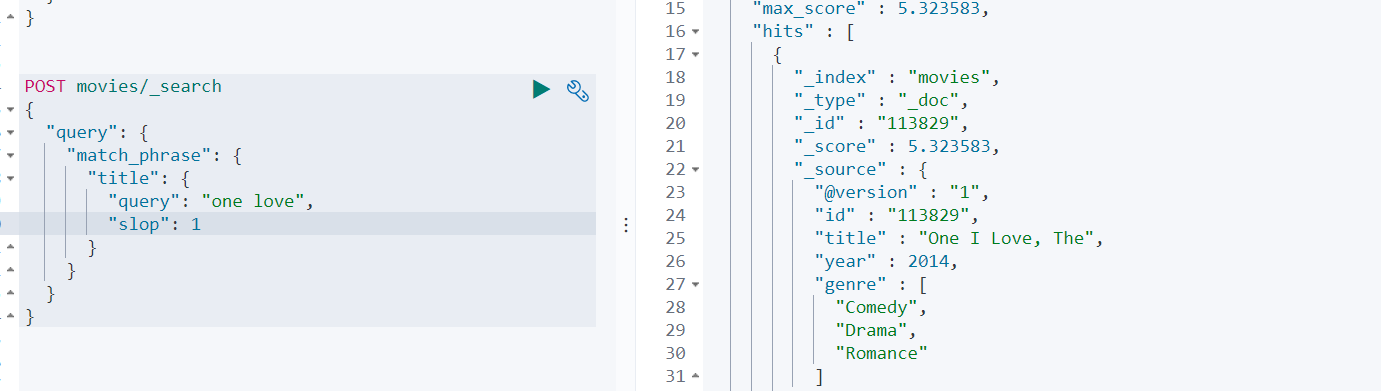 }
POST movies/_search
{
"query": {
"match_phrase": {
"title": {
"query": "one love",
"slop": 1
}
}
}
}
15 "max_score" : 5.323583,
16 "hits" : [
17 {
18 "_index" : "movies",
19 "_type" : "_doc",
20 "_id" : "113829",
21 "_score" : 5.323583,
22 "_source" : {
23 "@version" : "1",
24 "id" : "113829",
25 "title" : "One I Love, The",
26 "year" : 2014,
27 "genre" : [
28 "Comedy",
29 "Drama",
30 "Romance"
31 ]